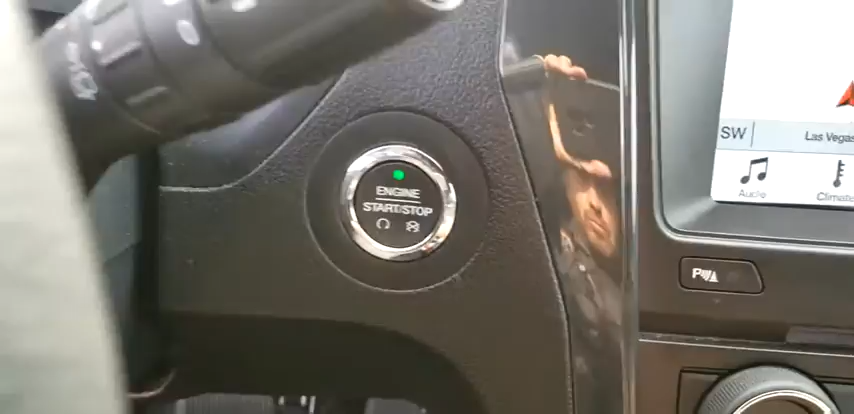 SW
Las Vegas
Audio
Climate
ENGINE
START/STOP
P